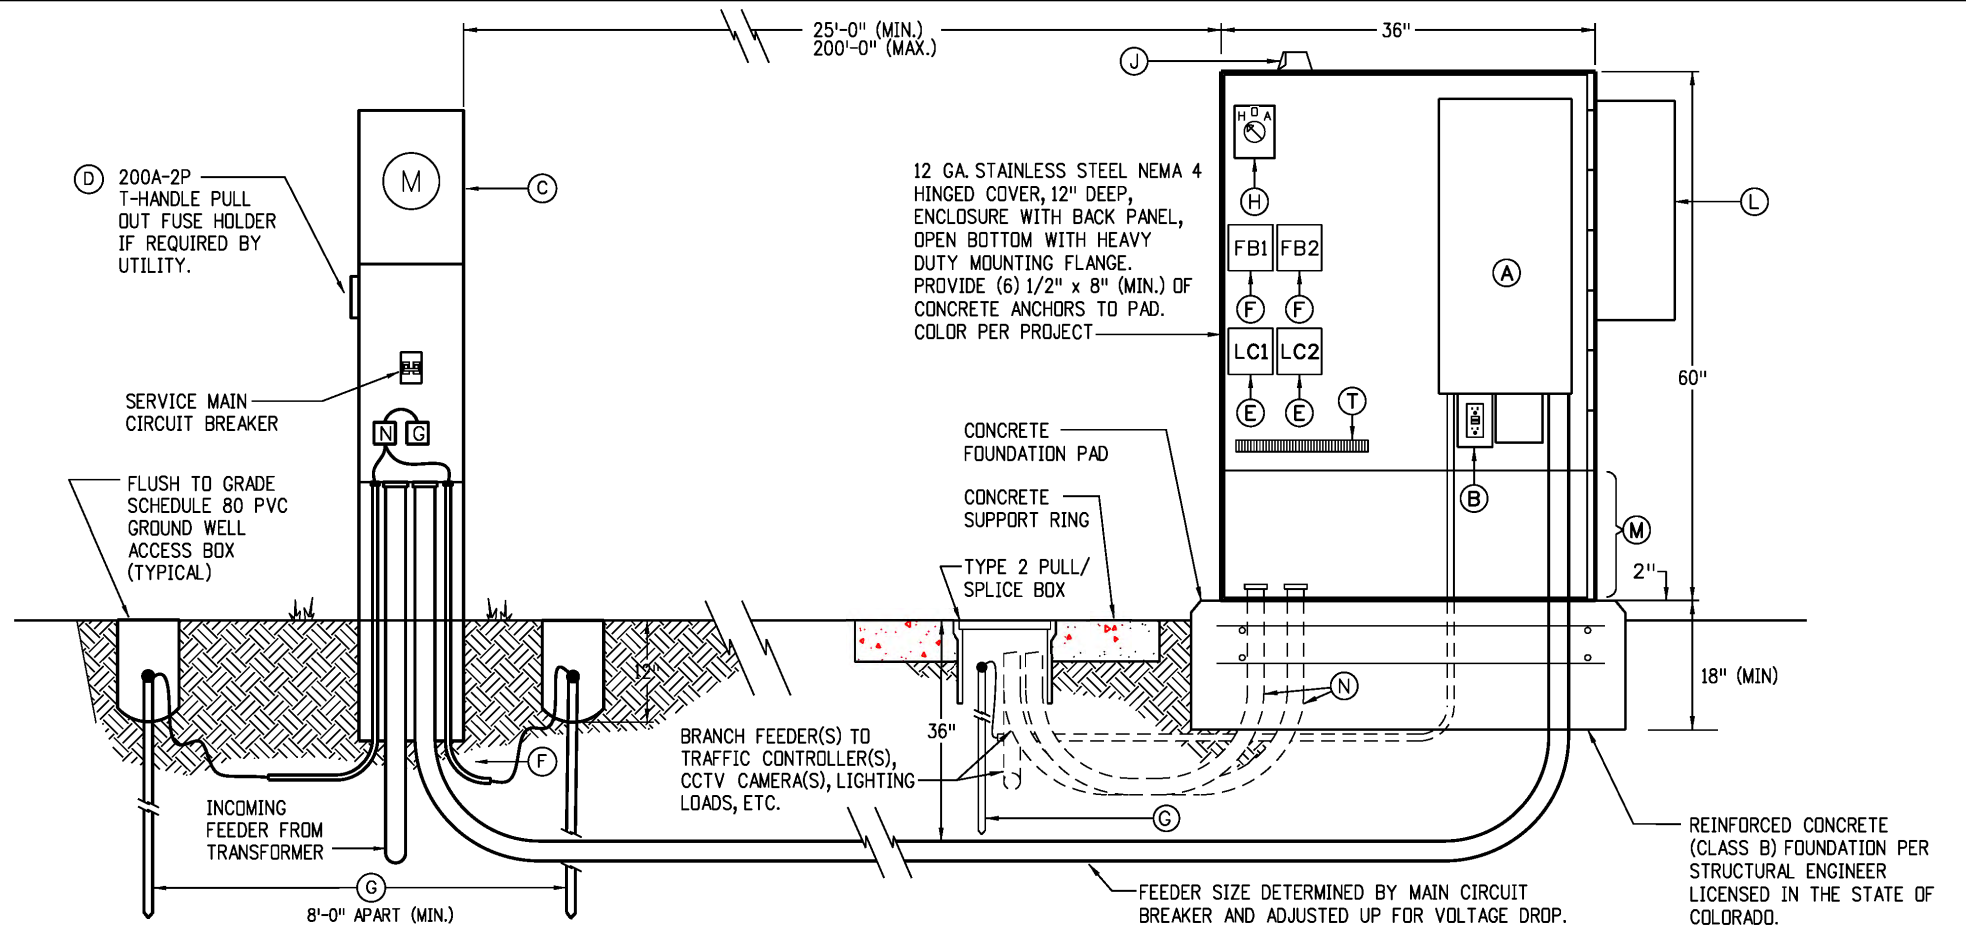 25'-0" (MIN.)
200'-0" (MAX.)
36"
J
H O A
D
200A-2P
T-HANDLE PULL
OUT FUSE HOLDER
IF REQUIRED BY
UTILITY.
M
C
12 GA. STAINLESS STEEL NEMA 4
HINGED COVER, 12" DEEP,
ENCLOSURE WITH BACK PANEL,
OPEN BOTTOM WITH HEAVY
DUTY MOUNTING FLANGE.
PROVIDE (6) 1/2" x 8" (MIN.) OF
CONCRETE ANCHORS TO PAD.
COLOR PER PROJECT
H
L
FB1 FB2
A
F F
LC1 LC2
E E
T
60"
SERVICE MAIN
CIRCUIT BREAKER
N G
CONCRETE
FOUNDATION PAD
B
FLUSH TO GRADE
SCHEDULE 80 PVC
GROUND WELL
ACCESS BOX
(TYPICAL)
CONCRETE
SUPPORT RING
M
TYPE 2 PULL/
SPLICE BOX
2"
12"
N
18" (MIN)
36"
BRANCH FEEDER(S) TO
TRAFFIC CONTROLLER(S),
CCTV CAMERA(S), LIGHTING
LOADS, ETC.
F
G
INCOMING
FEEDER FROM
TRANSFORMER
G
8'-0" APART (MIN.)
FEEDER SIZE DETERMINED BY MAIN CIRCUIT
BREAKER AND ADJUSTED UP FOR VOLTAGE DROP.
REINFORCED CONCRETE
(CLASS B) FOUNDATION PER
STRUCTURAL ENGINEER
LICENSED IN THE STATE OF
COLORADO.